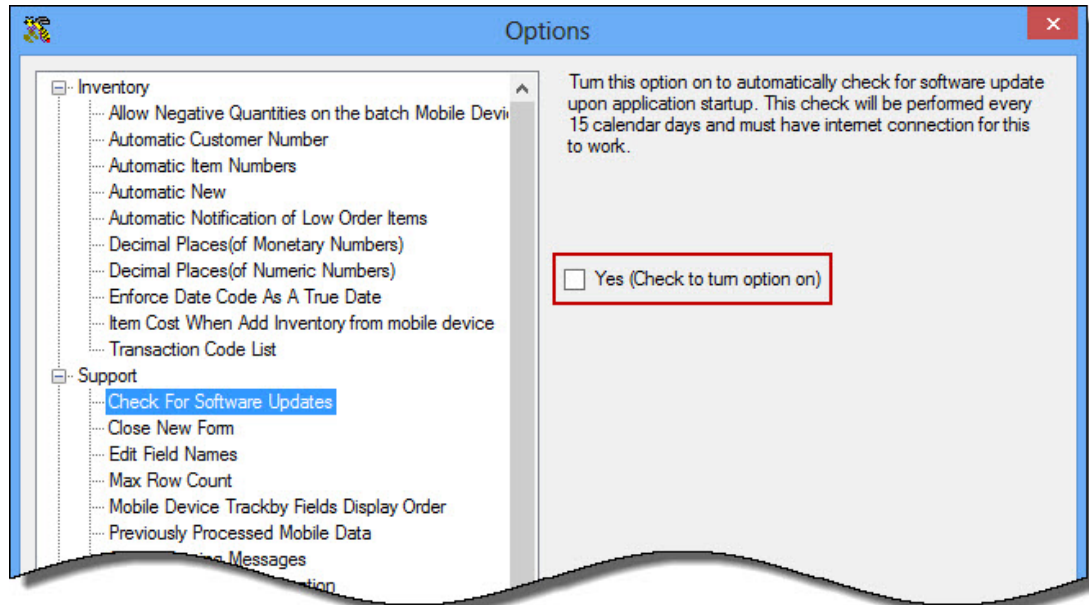 Options
Inventory
Allow Negative Quantities on the batch Mobile Devi
Automatic Customer Number
Automatic Item Numbers
Automatic New
Automatic Notification of Low Order Items
Decimal Places(of Monetary Numbers)
Decimal Places(of Numeric Numbers)
Enforce Date Code As A True Date
Item Cost When Add Inventory from mobile device
Transaction Code List
Support
Check For Software Updates
Close New Form
Edit Field Names
Max Row Count
Mobile Device Trackby Fields Display Order
Previously Processed Mobile Data
Messages
Turn this option on to automatically check for software update
upon application startup. This check will be performed every
15 calendar days and must have internet connection for this
to work.
Yes (Check to turn option on)